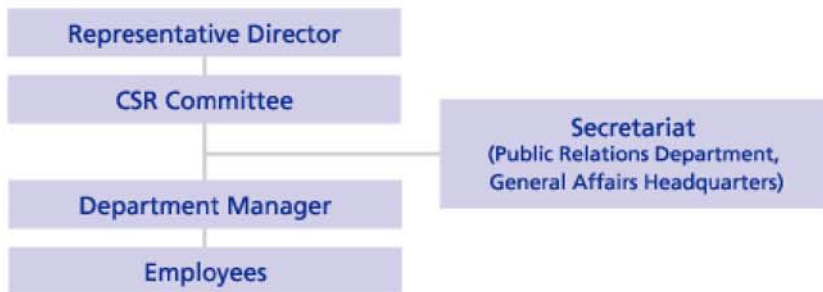 Representative Director
CSR Committee
Secretariat
(Public Relations Department,
General Affairs Headquarters)
Department Manager
Employees